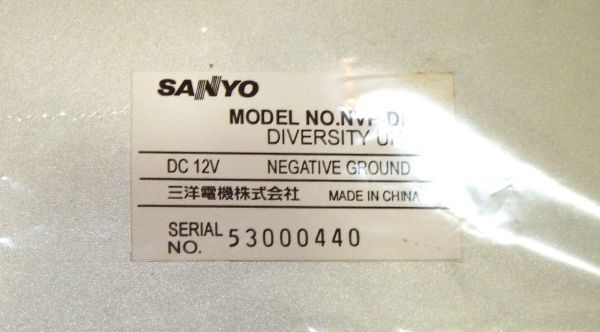 SANYO
MODEL NO.
DIVERSITY
DC 12V NEGATIVE GROUND
三洋電機株式会社 MADE IN CHINA
SERIAL NO. 53000440